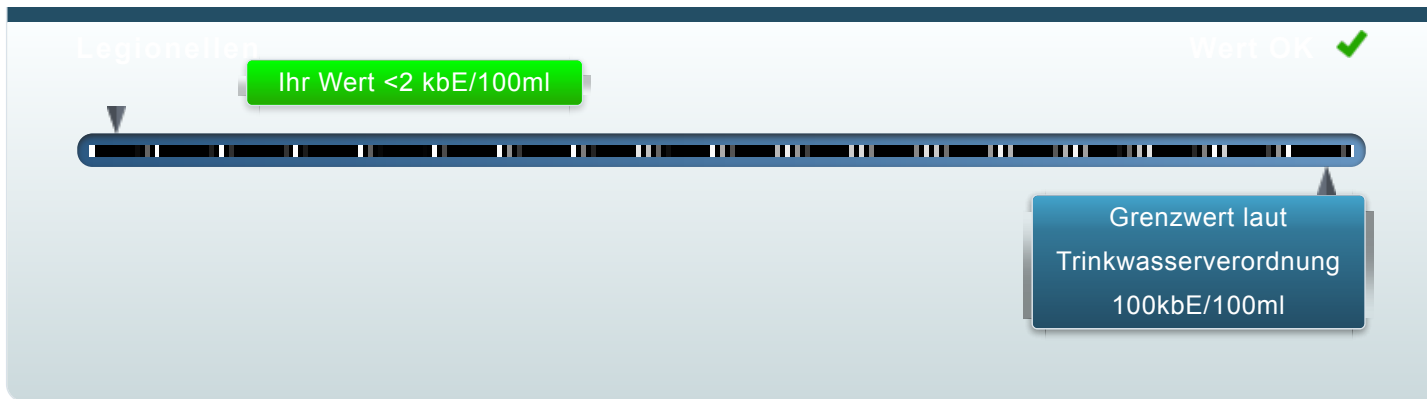 Legionellen
Wert OK
Ihr Wert <2 kbE/100ml
Grenzwert laut
Trinkwasserverordnung
100kbE/100ml